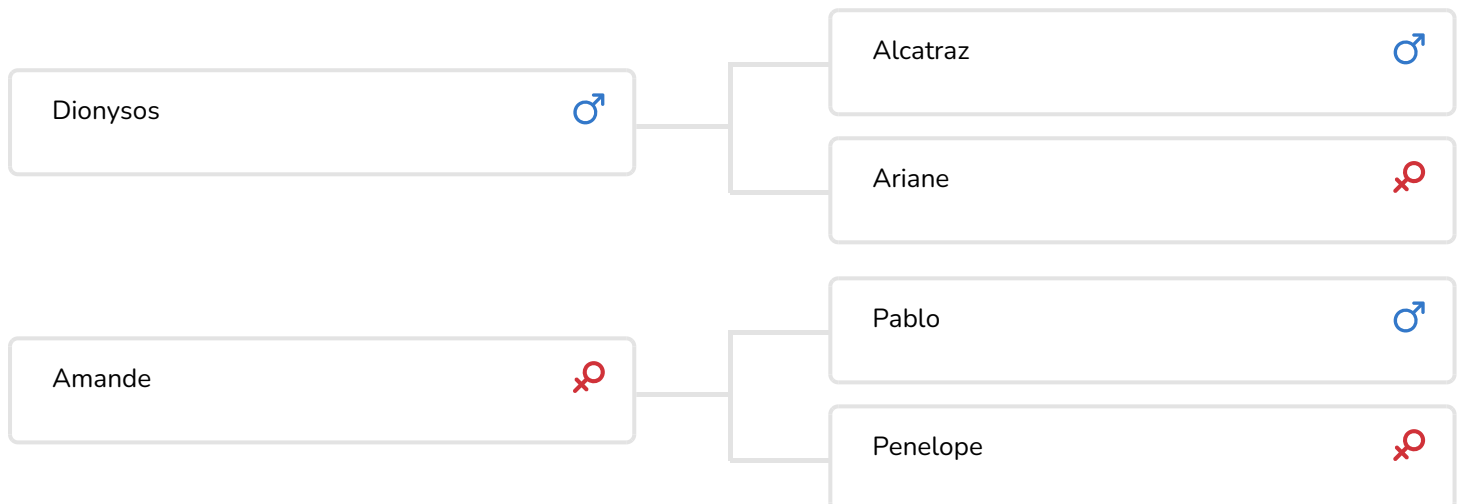 Dionysos
Alcatraz
Ariane
Amande
Pablo
Penelope